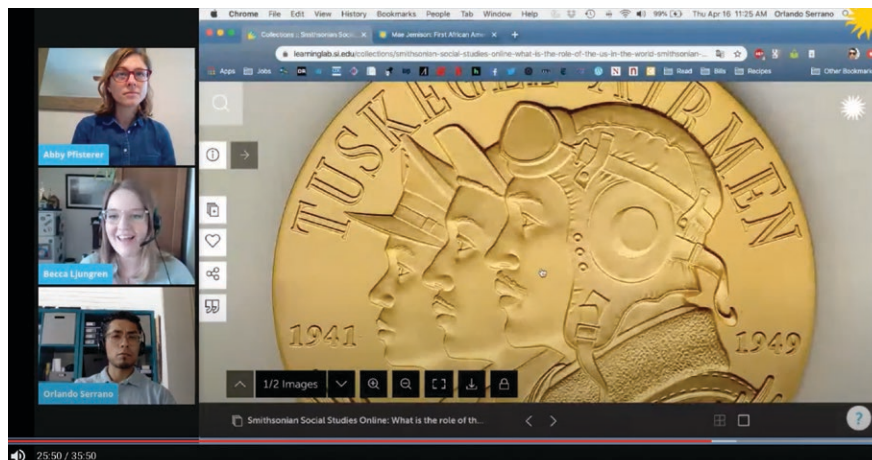 Chrome File Edit View History Bookmarks People Tab Window Help 99% Thu Apr 16 11:25 AM Orlando Serrano
Collections :: Smithsonian Soci... Mae Jemison: First African Ame
learninglab.si.edu/collections/smithsonian-social-studies-online-what-is-the-role-of-the-us-in-the-world-smithsonian-...
Apps Jobs Read Bills Recipes Other Bookmarks
Abby Pfisterer
Becca Ljungren
Orlando Serrano
TUSKEGEE AIRMEN
1941
1949
1/2 Images
Smithsonian Social Studies Online: What is the role of th...
?
25:50 / 35:50